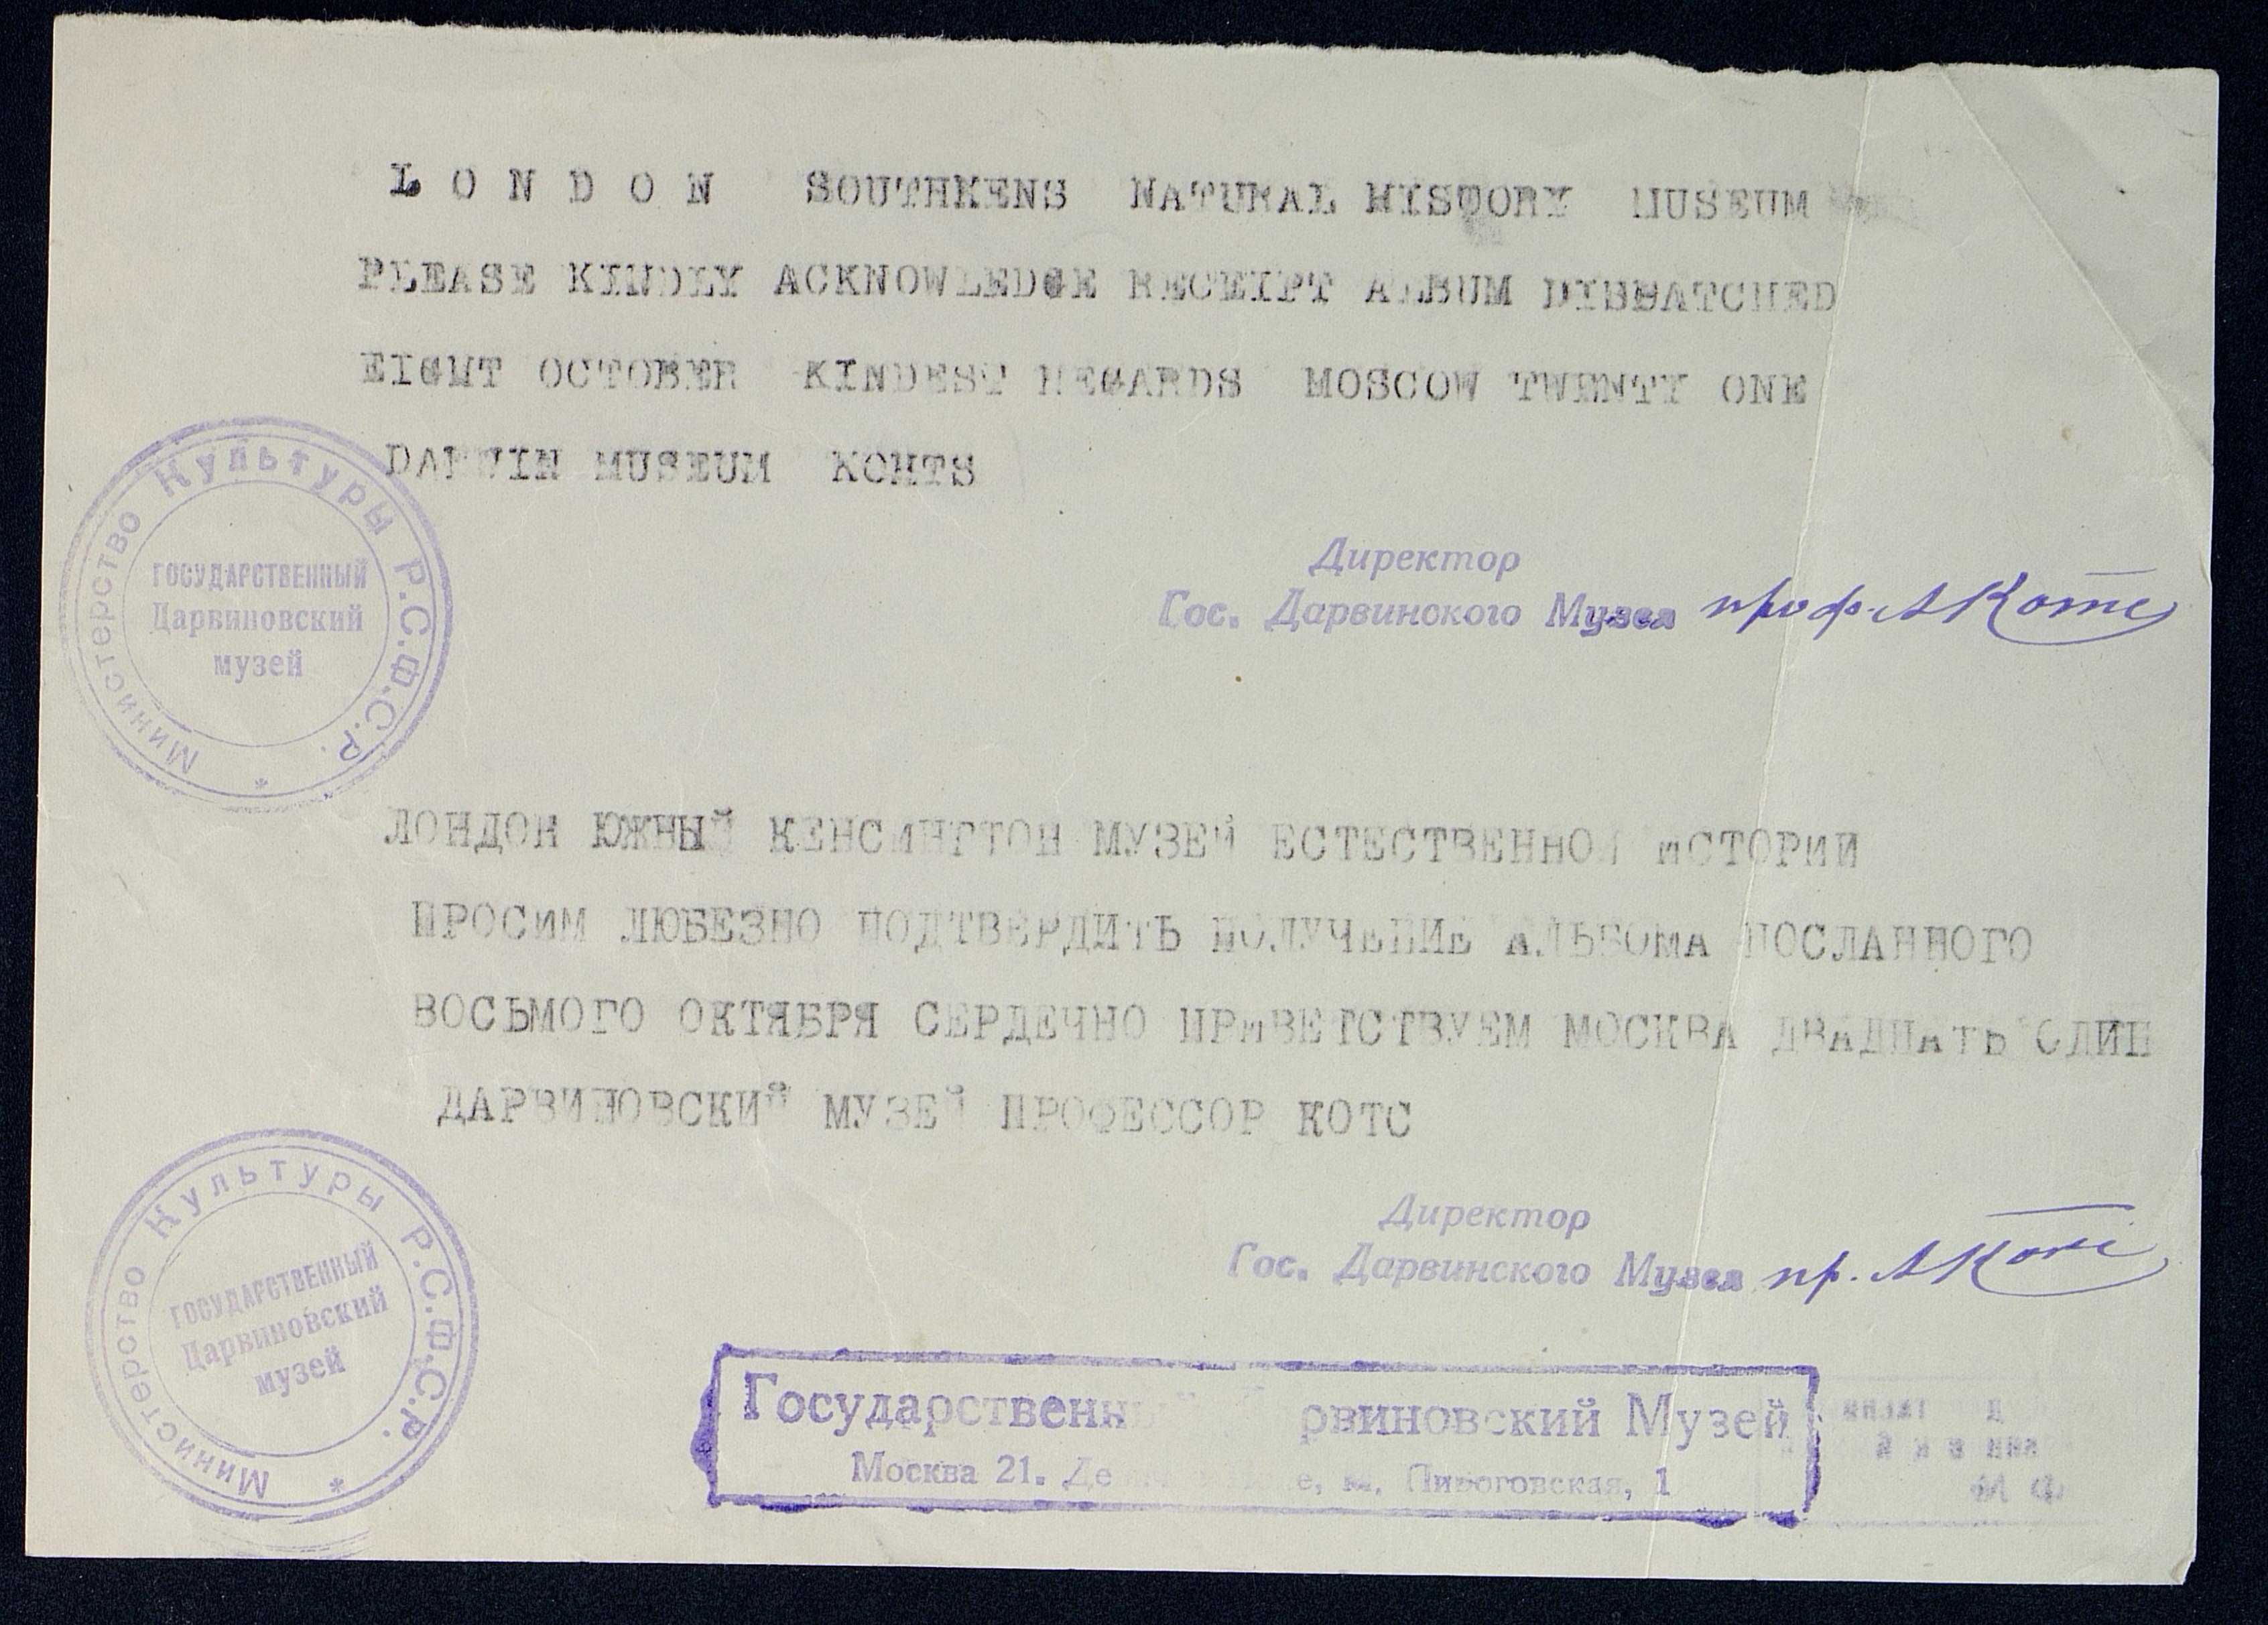 L O N D O N SOUTHKENS NATURAL HISTORY MUSEUM
PLEASE KINDLY ACKNOWLEDGE RECEIPT ALBUM DISPATCHED
EIGHT OCTOBER KINDEST REGARDS MOSCOW TWENTY ONE
DARWIN MUSEUM KOHTS
Министерство Культуры Р.С.Ф.С.Р. *
ГОСУДАРСТВЕННЫЙ
Дарвиновский
музей
Директор
Гос. Дарвинского Музея проф. А Котс
ЛОНДОН ЮЖНЫЙ КЕНСИНГТОН МУЗЕЙ ЕСТЕСТВЕННОЙ ИСТОРИИ
ПРОСИМ ЛЮБЕЗНО ПОДТВЕРДИТЬ ПОЛУЧЕНИЕ АЛЬБОМА ПОСЛАННОГО
ВОСЬМОГО ОКТЯБРЯ СЕРДЕЧНО ПРИВЕТСТВУЕМ МОСКВА ДВАДЦАТЬ ОДИН
ДАРВИНОВСКИЙ МУЗЕЙ ПРОФЕССОР КОТС
Министерство Культуры Р.С.Ф.С.Р. *
ГОСУДАРСТВЕННЫЙ
Дарвиновский
музей
Директор
Гос. Дарвинского Музея пр. А Котс
Государственный Дарвиновский Музей
Москва 21. Пироговская, 1